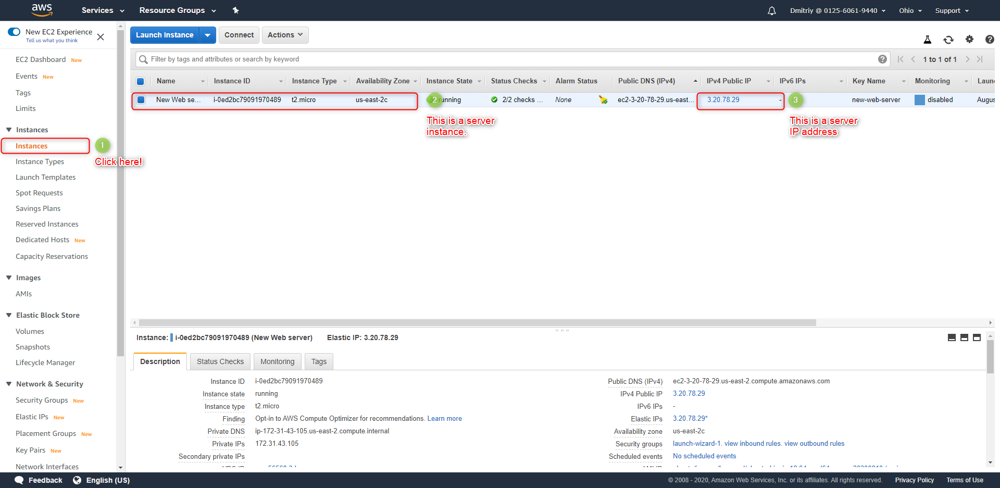 aws Services Resource Groups Dmitriy @ 0125-6061-9440 Ohio Support
New EC2 Experience
Tell us what you think
EC2 Dashboard New
Events New
Tags
Limits
Instances
Instances
1
Click here!
Instance Types
Launch Templates
Spot Requests
Savings Plans
Reserved Instances
Dedicated Hosts New
Capacity Reservations
Images
AMIs
Elastic Block Store
Volumes
Snapshots
Lifecycle Manager
Network & Security
Security Groups New
Elastic IPs New
Placement Groups New
Key Pairs New
Network Interfaces
Launch Instance Connect Actions
Filter by tags and attributes or search by keyword 1 to 1 of 1
Name Instance ID Instance Type Availability Zone Instance State Status Checks Alarm Status Public DNS (IPv4) IPv4 Public IP IPv6 IPs Key Name Monitoring Laun
New Web se... i-0ed2bc79091970489 t2.micro us-east-2c 2 unning 2/2 checks ... None ec2-3-20-78-29.us-east... 3.20.78.29 - 3 new-web-server disabled Augus
This is a server
instance.
This is a server
IP address
Instance: i-0ed2bc79091970489 (New Web server) Elastic IP: 3.20.78.29
Description Status Checks Monitoring Tags
Instance ID i-0ed2bc79091970489
Instance state running
Instance type t2.micro
Finding Opt-in to AWS Compute Optimizer for recommendations. Learn more
Private DNS ip-172-31-43-105.us-east-2.compute.internal
Private IPs 172.31.43.105
Secondary private IPs
Public DNS (IPv4) ec2-3-20-78-29.us-east-2.compute.amazonaws.com
IPv4 Public IP 3.20.78.29
IPv6 IPs -
Elastic IPs 3.20.78.29*
Availability zone us-east-2c
Security groups launch-wizard-1. view inbound rules. view outbound rules
Scheduled events No scheduled events
Feedback English (US) © 2008 - 2020, Amazon Web Services, Inc. or its affiliates. All rights reserved. Privacy Policy Terms of Use